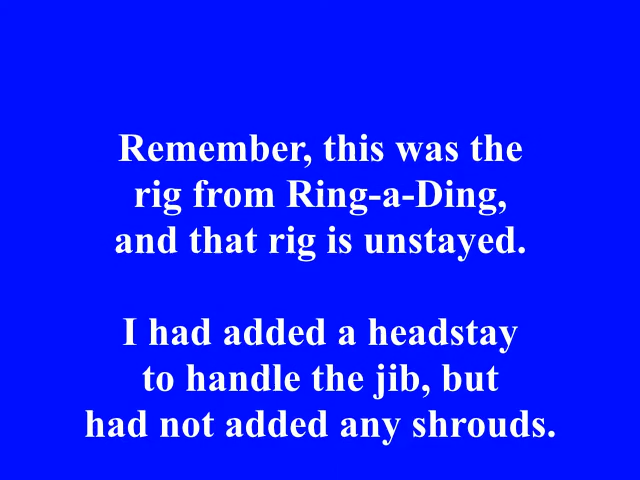 Remember, this was the
rig from Ring-a-Ding,
and that rig is unstayed.
I had added a headstay
to handle the jib, but
had not added any shrouds.